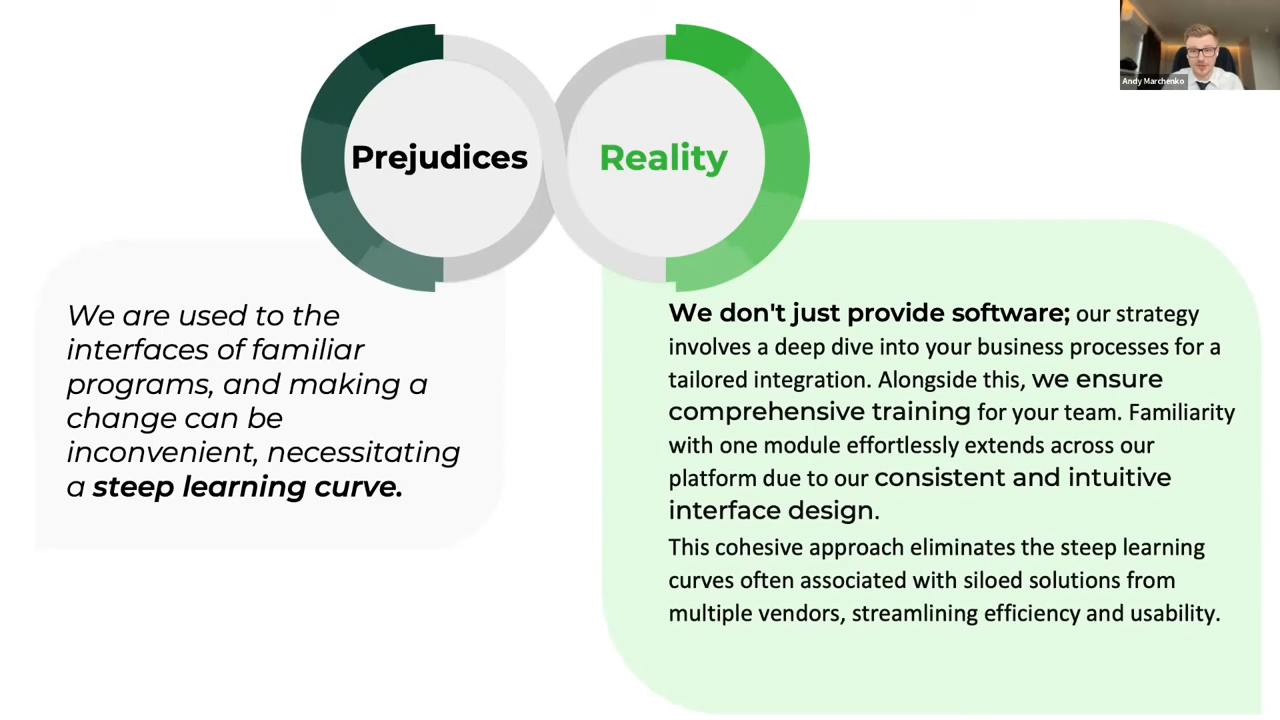 Andy Marchenko
Prejudices
Reality
We are used to the
interfaces of familiar
programs, and making a
change can be
inconvenient, necessitating
a steep learning curve.
We don't just provide software; our strategy
involves a deep dive into your business processes for a
tailored integration. Alongside this, we ensure
comprehensive training for your team. Familiarity
with one module effortlessly extends across our
platform due to our consistent and intuitive
interface design.
This cohesive approach eliminates the steep learning
curves often associated with siloed solutions from
multiple vendors, streamlining efficiency and usability.